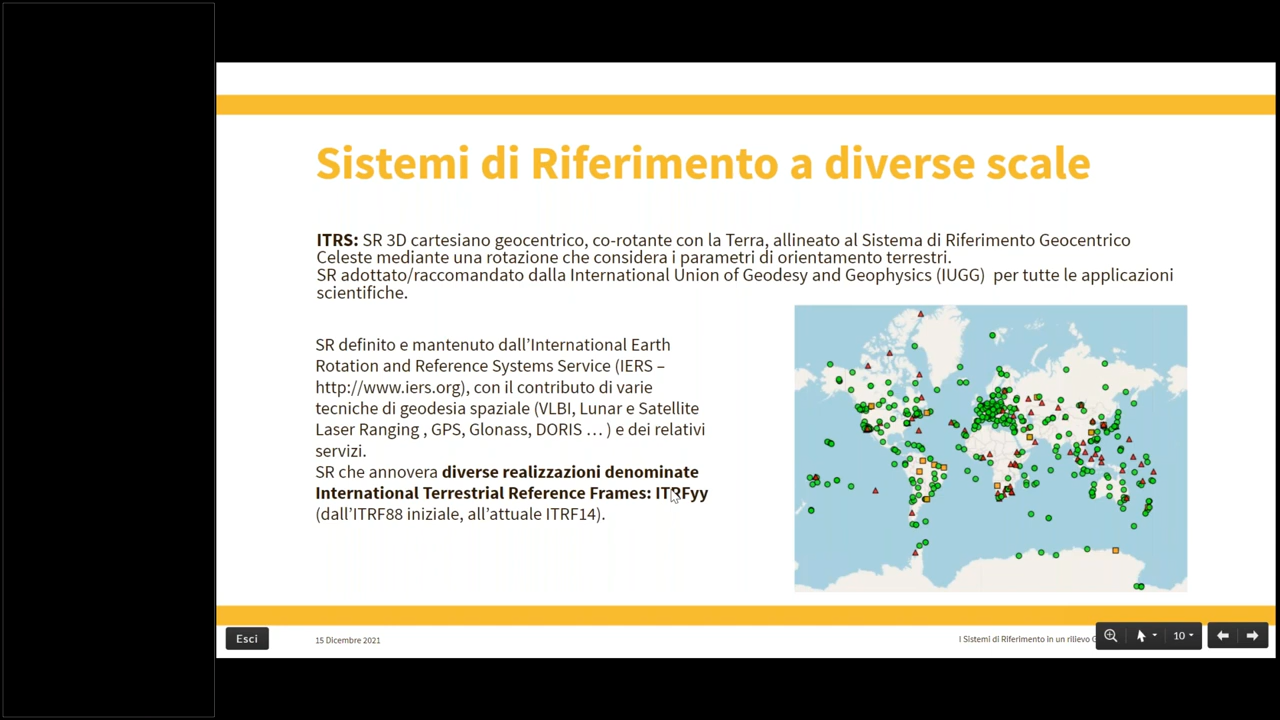 Sistemi di Riferimento a diverse scale
ITRS: SR 3D cartesiano geocentrico, co-rotante con la Terra, allineato al Sistema di Riferimento Geocentrico
Celeste mediante una rotazione che considera i parametri di orientamento terrestri.
SR adottato/raccomandato dalla International Union of Geodesy and Geophysics (IUGG)  per tutte le applicazioni
scientifiche.
SR definito e mantenuto dall’International Earth
Rotation and Reference Systems Service (IERS –
http://www.iers.org), con il contributo di varie
tecniche di geodesia spaziale (VLBI, Lunar e Satellite
Laser Ranging , GPS, Glonass, DORIS … ) e dei relativi
servizi.
SR che annovera diverse realizzazioni denominate
International Terrestrial Reference Frames: ITRFyy
(dall’ITRF88 iniziale, all’attuale ITRF14).
Esci
15 Dicembre 2021
I Sistemi di Riferimento in un rilievo
10